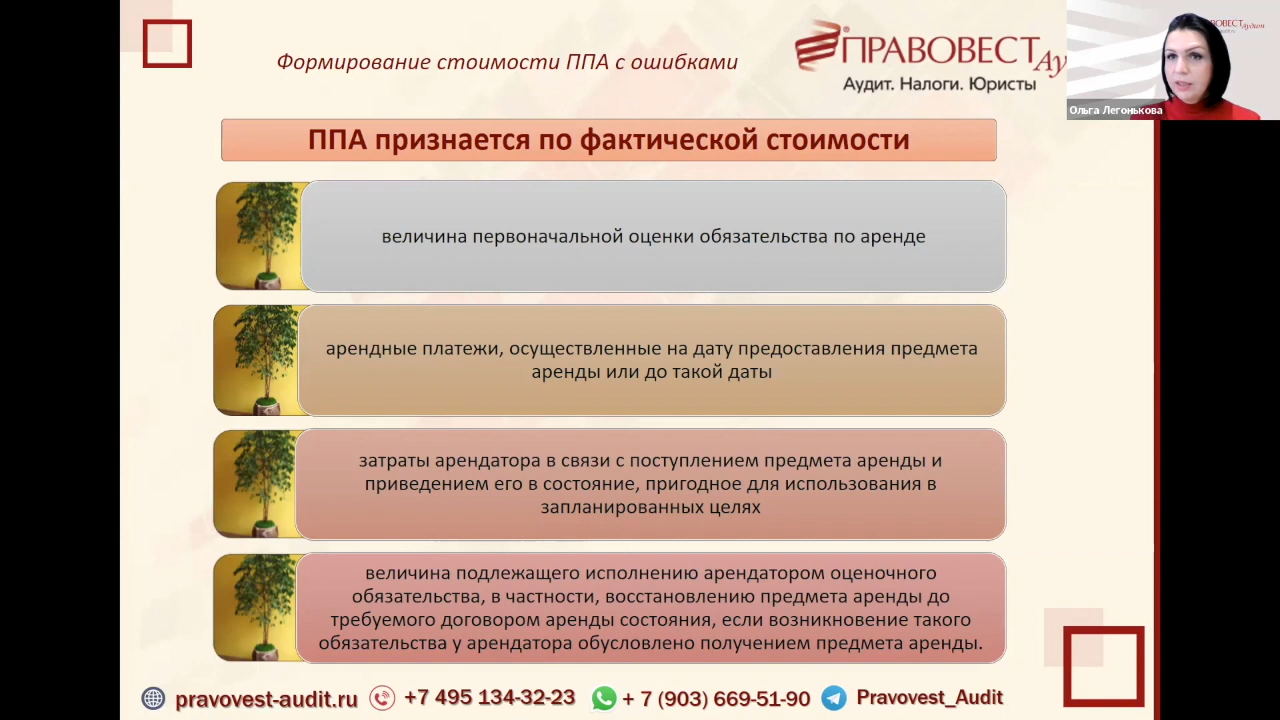 Формирование стоимости ППА с ошибками
ПРАВОВЕСТ
Ау
Аудит. Налоги. Юристы
Ольга Легонькова
ППА признается по фактической стоимости
величина первоначальной оценки обязательства по аренде
арендные платежи, осуществленные на дату предоставления предмета
аренды или до такой даты
затраты арендатора в связи с поступлением предмета аренды и
приведением его в состояние, пригодное для использования в
запланированных целях
величина подлежащего исполнению арендатором оценочного
обязательства, в частности, восстановлению предмета аренды до
требуемого договором аренды состояния, если возникновение такого
обязательства у арендатора обусловлено получением предмета аренды.
pravovest-audit.ru +7 495 134-32-23 + 7 (903) 669-51-90 Pravovest_Audit